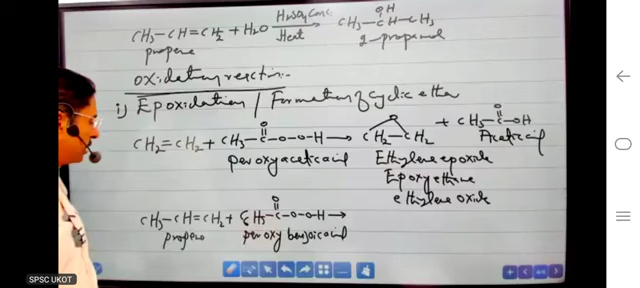 CH3-CH=CH2 + H2O H2SO4 Conc. Heat → CH3-CH-CH3 OH
propene 2-propanol
oxidation reaction:-
i) Epoxidation / Formation of cyclic ether
CH2=CH2 + CH3-C-O-O-H → CH2-CH2 + CH3-C-OH
O O O
peroxyacetic acid Ethylene epoxide Acetic acid
Epoxy ethane
ethylene oxide
CH3-CH=CH2 + C6H5-C-O-O-H →
O
propene peroxy benzoic acid
SPSC UKOT